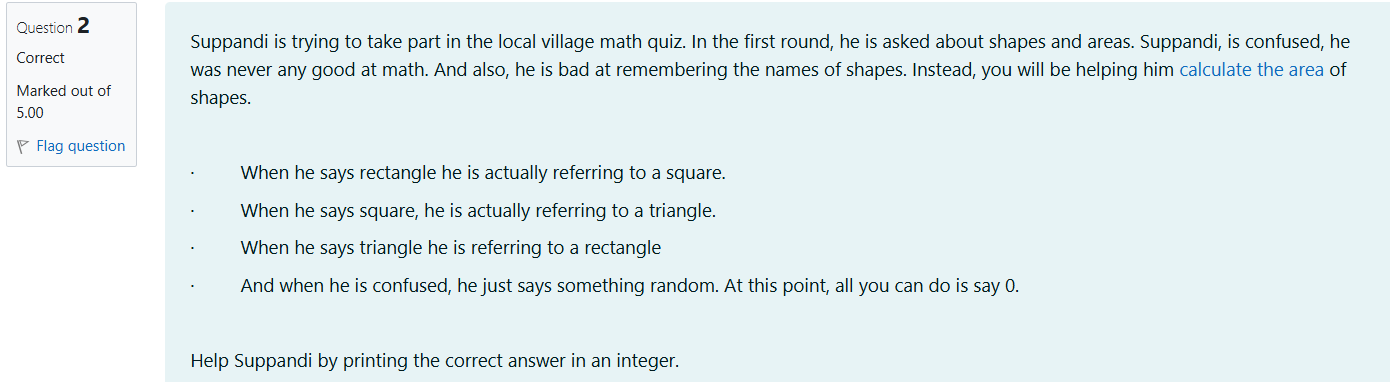 Question 2
Correct
Marked out of
5.00
Flag question
Suppandi is trying to take part in the local village math quiz. In the first round, he is asked about shapes and areas. Suppandi, is confused, he
was never any good at math. And also, he is bad at remembering the names of shapes. Instead, you will be helping him calculate the area of
shapes.
· When he says rectangle he is actually referring to a square.
· When he says square, he is actually referring to a triangle.
· When he says triangle he is referring to a rectangle
· And when he is confused, he just says something random. At this point, all you can do is say 0.
Help Suppandi by printing the correct answer in an integer.